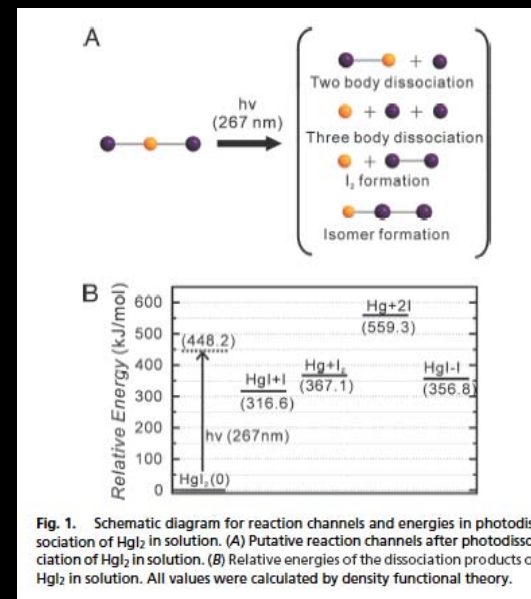 A
hν
(267 nm)
Two body dissociation
Three body dissociation
I₂ formation
Isomer formation
B
Relative Energy (kJ/mol)
600
500
400
300
200
100
0
(448.2)
hν (267nm)
HgI₂(0)
HgI+I
(316.6)
Hg+I₂
(367.1)
Hg+2I
(559.3)
HgI-I
(356.8)
Fig. 1. Schematic diagram for reaction channels and energies in photodis
sociation of HgI₂ in solution. (A) Putative reaction channels after photodisso
ciation of HgI₂ in solution. (B) Relative energies of the dissociation products o
HgI₂ in solution. All values were calculated by density functional theory.